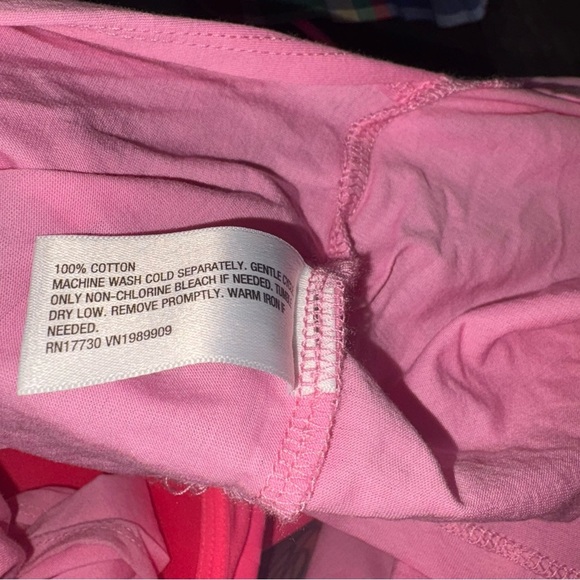 100% COTTON
MACHINE WASH COLD SEPARATELY. GENTLE
ONLY NON-CHLORINE BLEACH IF NEEDED.
DRY LOW. REMOVE PROMPTLY. WARM IRON IF
NEEDED.
RN17730 VN1989909